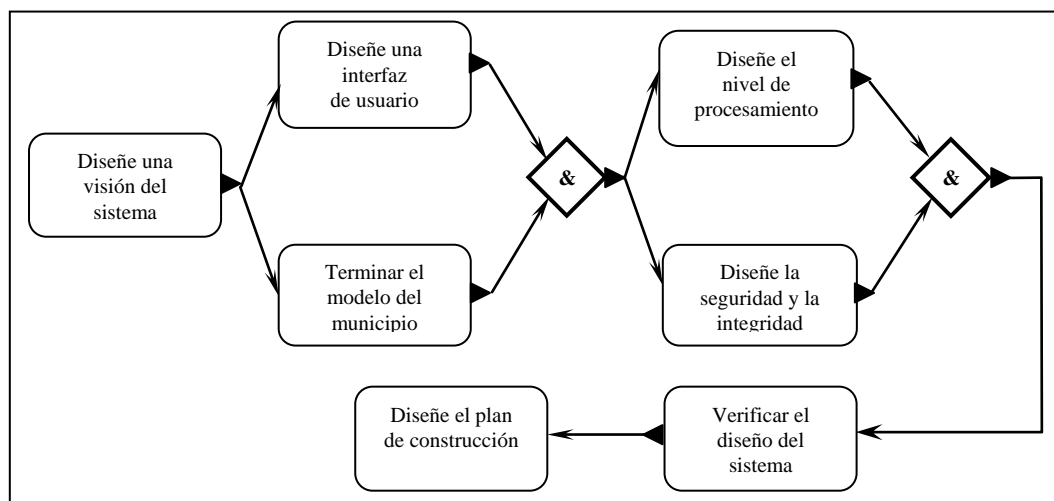 Diseñe una
visión del
sistema
Diseñe una
interfaz
de usuario
Terminar el
modelo del
municipio
&
Diseñe el
nivel de
procesamiento
Diseñe la
seguridad y la
integridad
&
Verificar el
diseño del
sistema
Diseñe el plan
de construcción